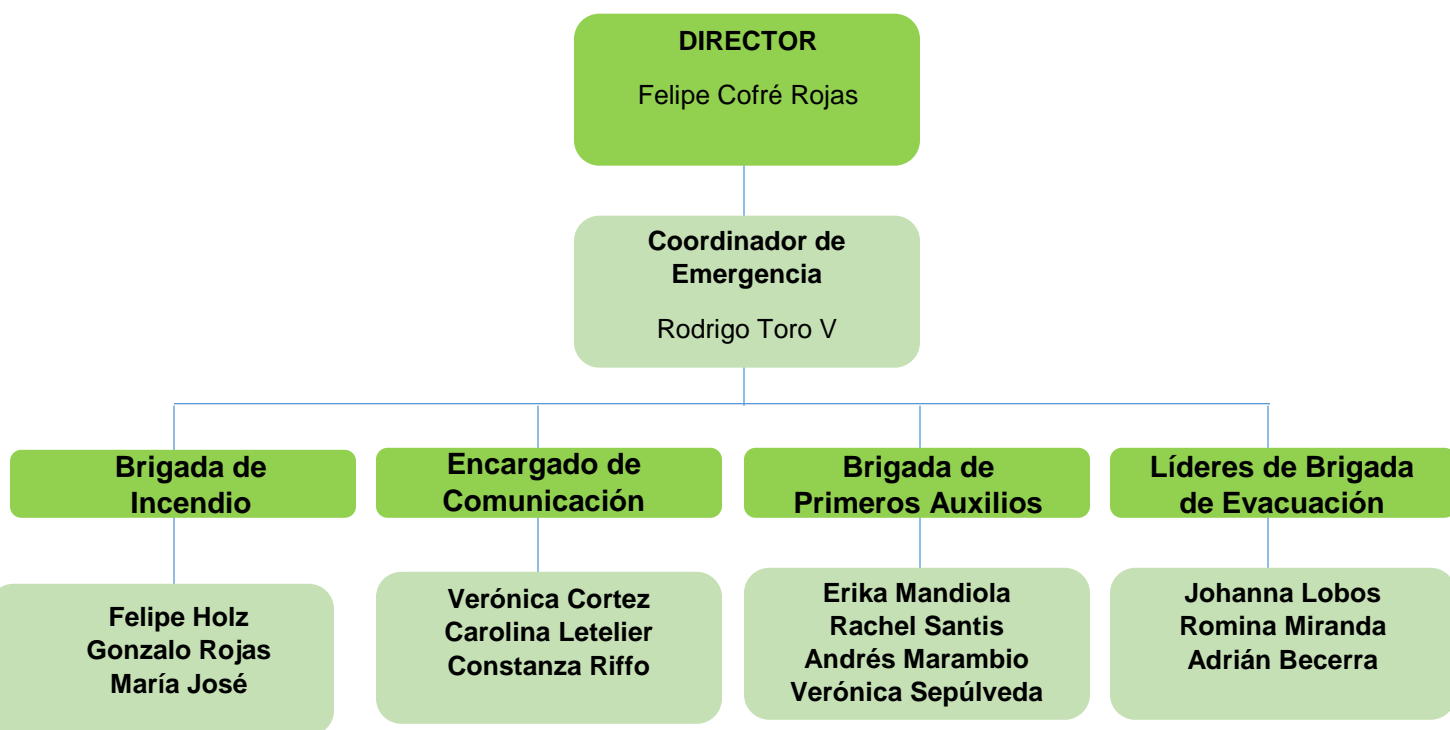 DIRECTOR
Felipe Cofré Rojas
Coordinador de
Emergencia
Rodrigo Toro V
Brigada de
Incendio
Felipe Holz
Gonzalo Rojas
María José
Encargado de
Comunicación
Verónica Cortez
Carolina Letelier
Constanza Riffo
Brigada de
Primeros Auxilios
Erika Mandiola
Rachel Santis
Andrés Marambio
Verónica Sepúlveda
Líderes de Brigada
de Evacuación
Johanna Lobos
Romina Miranda
Adrián Becerra